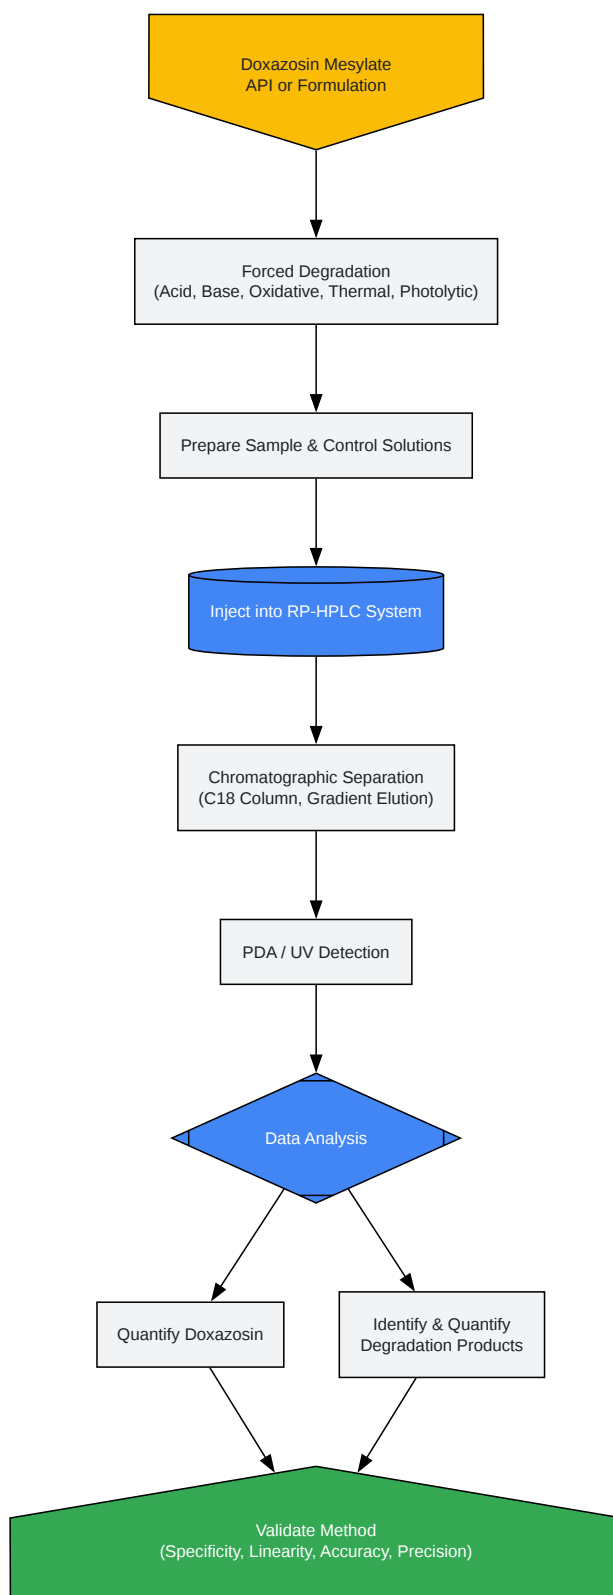 Doxazosin Mesylate
API or Formulation
Forced Degradation
(Acid, Base, Oxidative, Thermal, Photolytic)
Prepare Sample & Control Solutions
Inject into RP-HPLC System
Chromatographic Separation
(C18 Column, Gradient Elution)
PDA / UV Detection
Data Analysis
Quantify Doxazosin
Identify & Quantify
Degradation Products
Validate Method
(Specificity, Linearity, Accuracy, Precision)